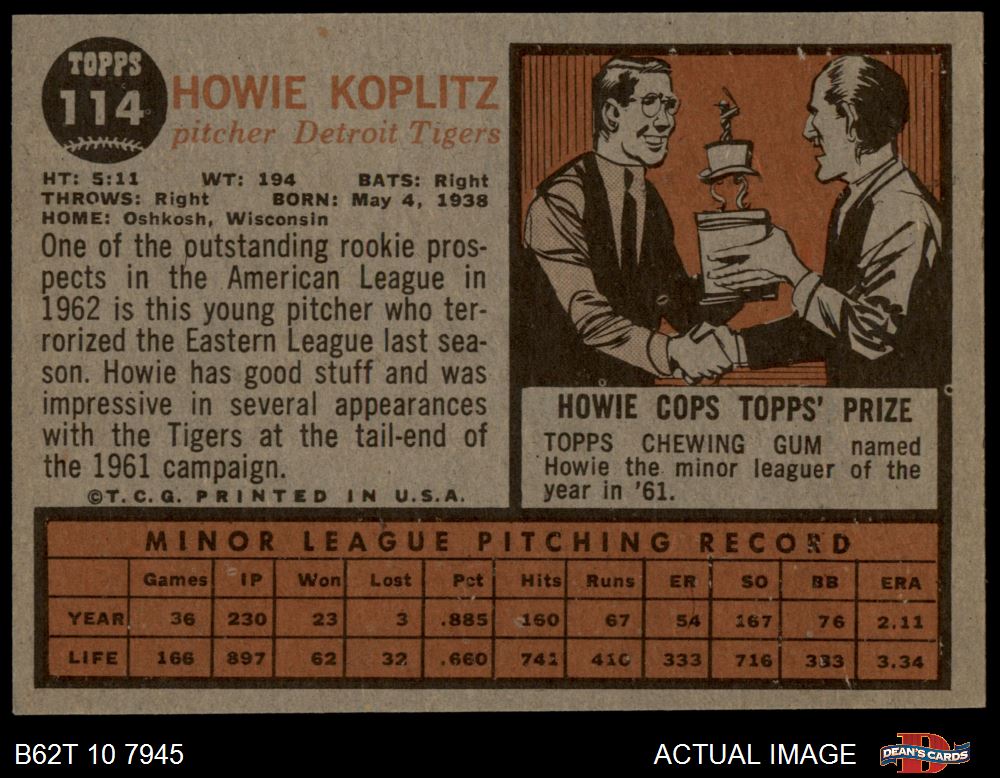 TOPPS
114
HOWIE KOPLITZ
pitcher Detroit Tigers
HT: 5:11 WT: 194 BATS: Right
THROWS: Right BORN: May 4, 1938
HOME: Oshkosh, Wisconsin
One of the outstanding rookie pros-
pects in the American League in
1962 is this young pitcher who ter-
rorized the Eastern League last sea-
son. Howie has good stuff and was
impressive in several appearances
with the Tigers at the tail-end of
the 1961 campaign.
©T.C.G. PRINTED IN U.S.A.
HOWIE COPS TOPPS' PRIZE
TOPPS CHEWING GUM named
Howie the minor leaguer of the
year in '61.
MINOR LEAGUE PITCHING RECORD
Games IP Won Lost Pct Hits Runs ER SO BB ERA
YEAR 36 230 23 3 .885 160 67 54 167 76 2.11
LIFE 166 897 62 32 .660 741 410 333 716 333 3.34
B62T 10 7945
ACTUAL IMAGE
DEAN'S CARDS